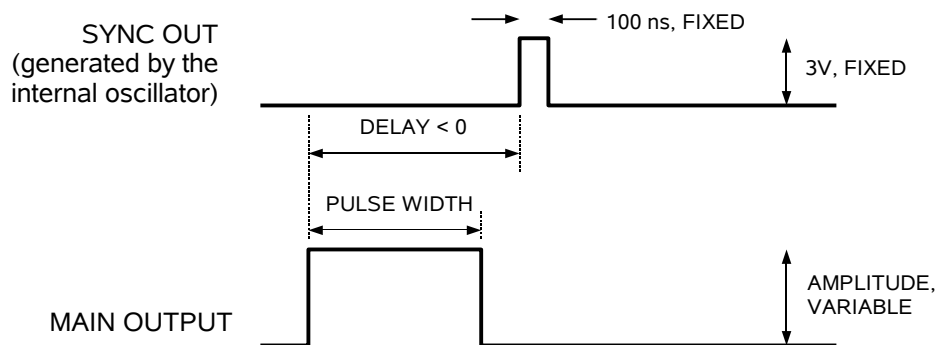 SYNC OUT
(generated by the
internal oscillator)
100 ns, FIXED
3V, FIXED
DELAY < 0
PULSE WIDTH
MAIN OUTPUT
AMPLITUDE,
VARIABLE